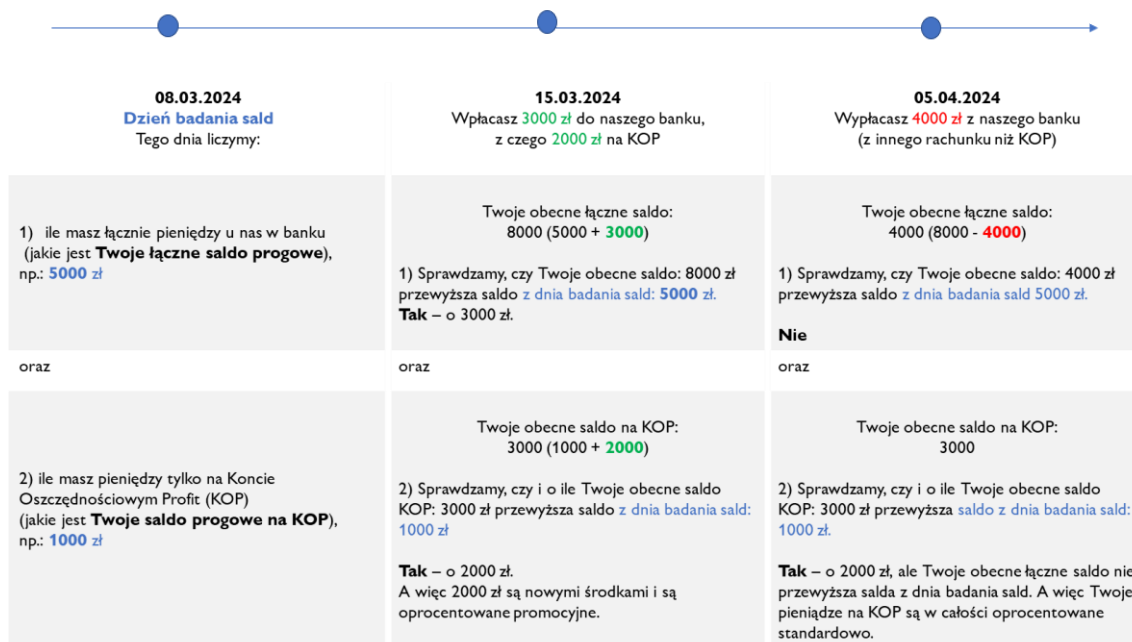 08.03.2024
Dzień badania sald
Tego dnia liczymy:
15.03.2024
Wpłacasz 3000 zł do naszego banku,
z czego 2000 zł na KOP
05.04.2024
Wypłacasz 4000 zł z naszego banku
(z innego rachunku niż KOP)
1) ile masz łącznie pieniędzy u nas w banku
(jakie jest Twoje łączne saldo progowe),
np.: 5000 zł
Twoje obecne łączne saldo:
8000 (5000 + 3000)
1) Sprawdzamy, czy Twoje obecne saldo: 8000 zł
przewyższa saldo z dnia badania sald: 5000 zł.
Tak – o 3000 zł.
Twoje obecne łączne saldo:
4000 (8000 - 4000)
1) Sprawdzamy, czy Twoje obecne saldo: 4000 zł
przewyższa saldo z dnia badania sald 5000 zł.
Nie
oraz
oraz
oraz
2) ile masz pieniędzy tylko na Koncie
Oszczędnościowym Profit (KOP)
(jakie jest Twoje saldo progowe na KOP),
np.: 1000 zł
Twoje obecne saldo na KOP:
3000 (1000 + 2000)
2) Sprawdzamy, czy i o ile Twoje obecne saldo
KOP: 3000 zł przewyższa saldo z dnia badania sald:
1000 zł
Tak – o 2000 zł.
A więc 2000 zł są nowymi środkami i są
oprocentowane promocyjne.
Twoje obecne saldo na KOP:
3000
2) Sprawdzamy, czy i o ile Twoje obecne saldo
KOP: 3000 zł przewyższa saldo z dnia badania sald:
1000 zł.
Tak – o 2000 zł, ale Twoje obecne łączne saldo nie
przewyższa salda z dnia badania sald. A więc Twoje
pieniądze na KOP są w całości oprocentowane
standardowo.